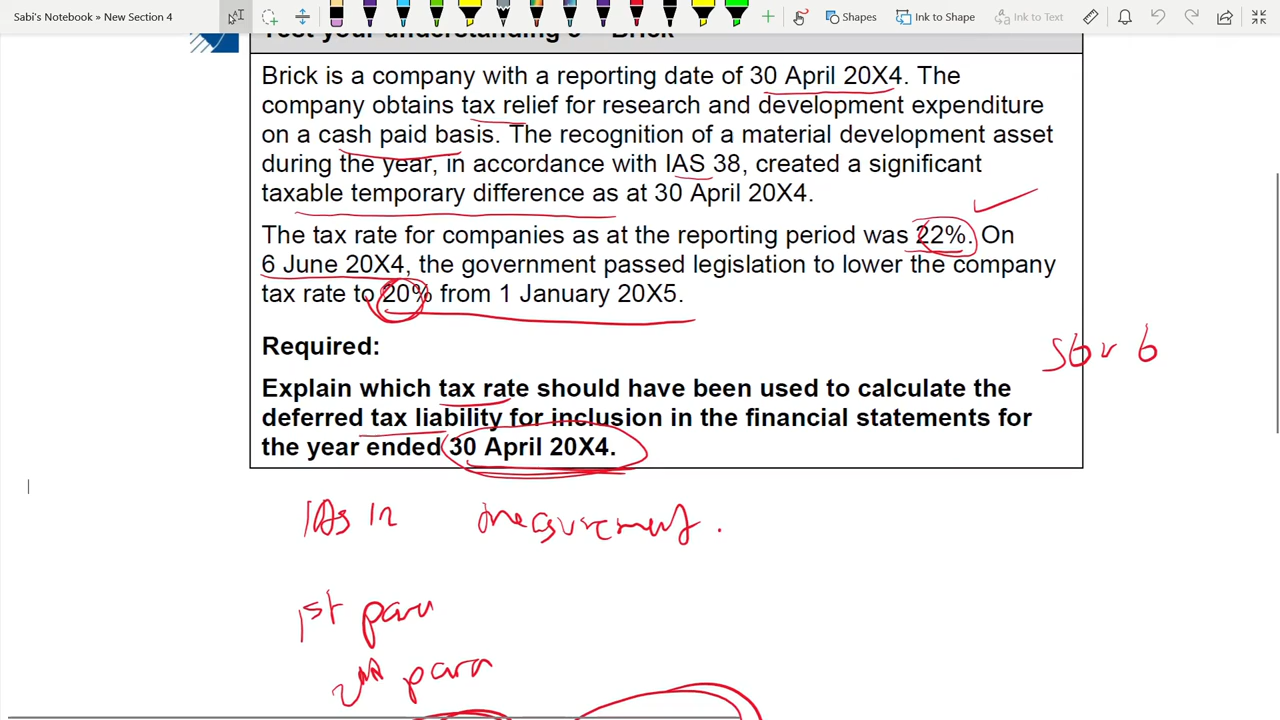 Sabi's Notebook » New Section 4
Shapes
Ink to Shape
Ink to Text
Test your understanding 9 – Brick
Brick is a company with a reporting date of 30 April 20X4. The
company obtains tax relief for research and development expenditure
on a cash paid basis. The recognition of a material development asset
during the year, in accordance with IAS 38, created a significant
taxable temporary difference as at 30 April 20X4.
The tax rate for companies as at the reporting period was 22%. On
6 June 20X4, the government passed legislation to lower the company
tax rate to 20% from 1 January 20X5.
Required:
Explain which tax rate should have been used to calculate the
deferred tax liability for inclusion in the financial statements for
the year ended 30 April 20X4.
IAS 12 measurement.
1st para
2nd para